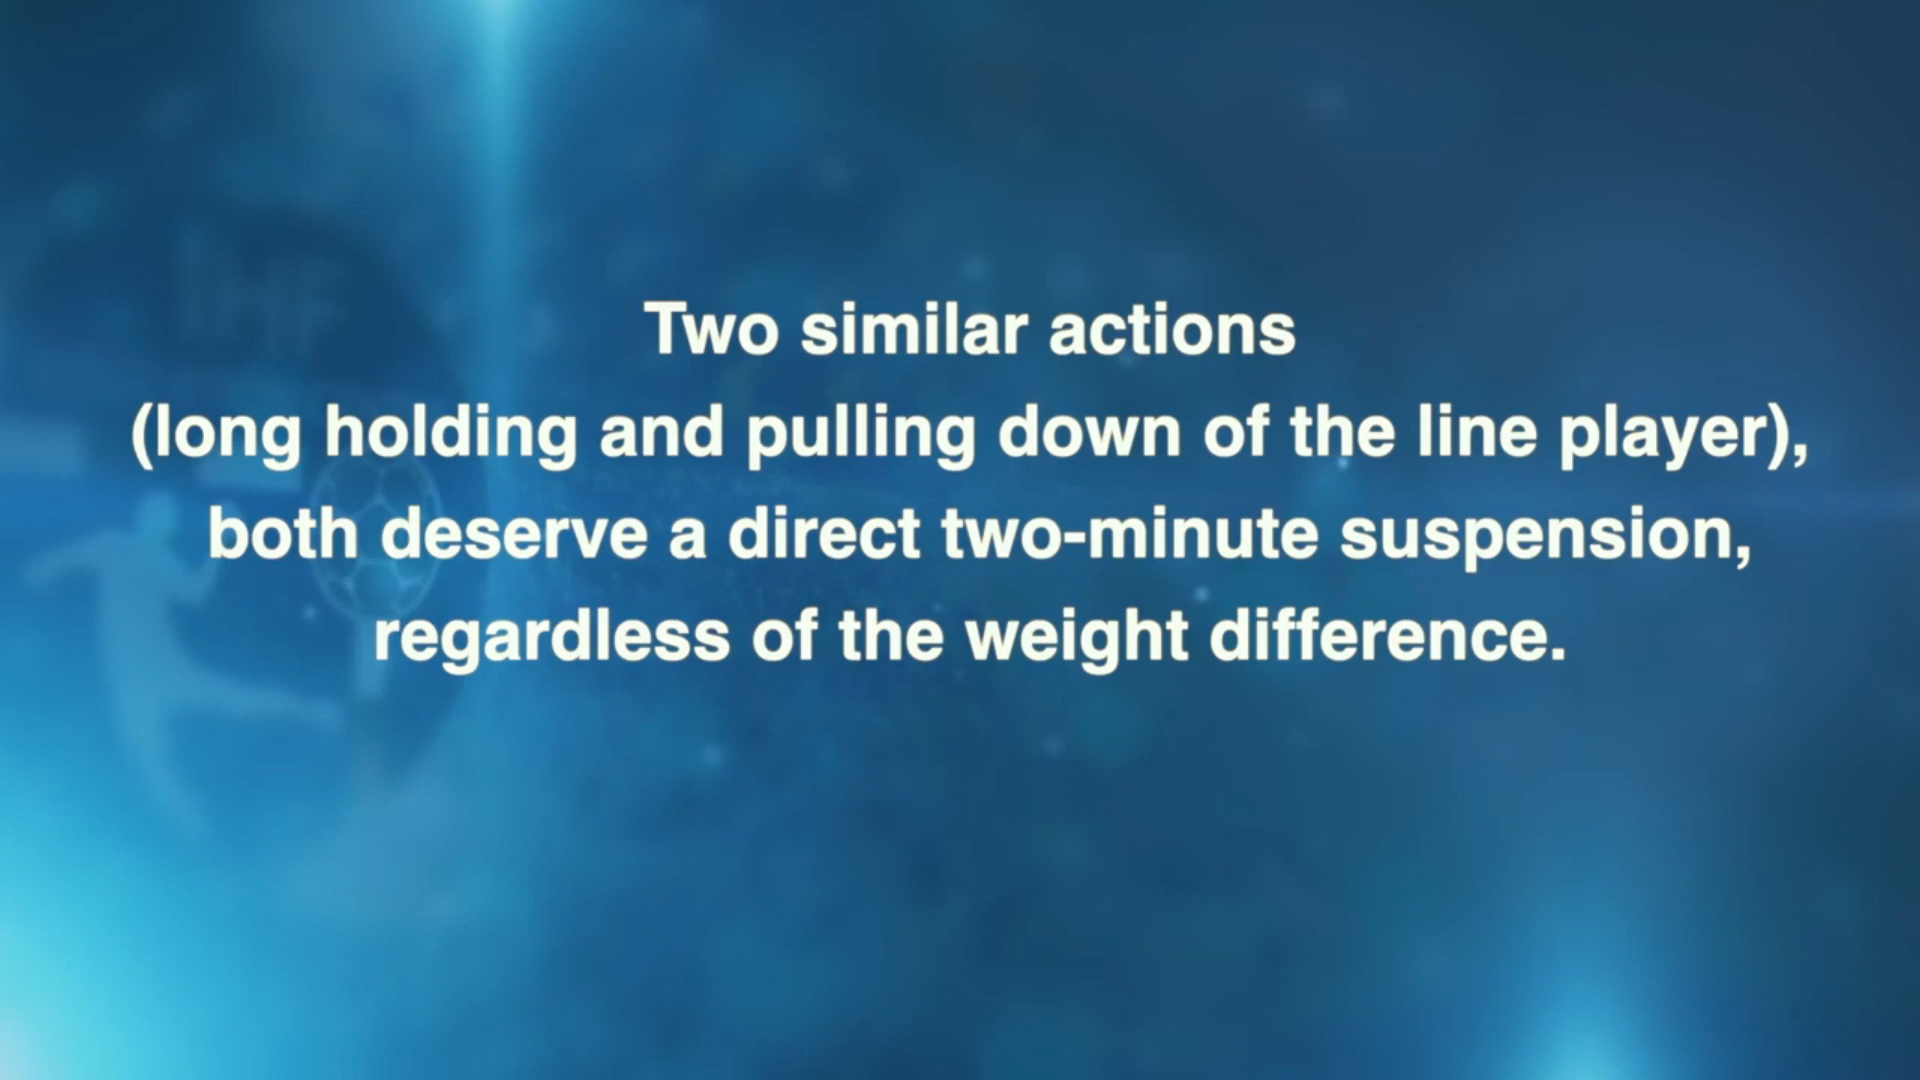 IHF
Two similar actions
(long holding and pulling down of the line player),
both deserve a direct two-minute suspension,
regardless of the weight difference.